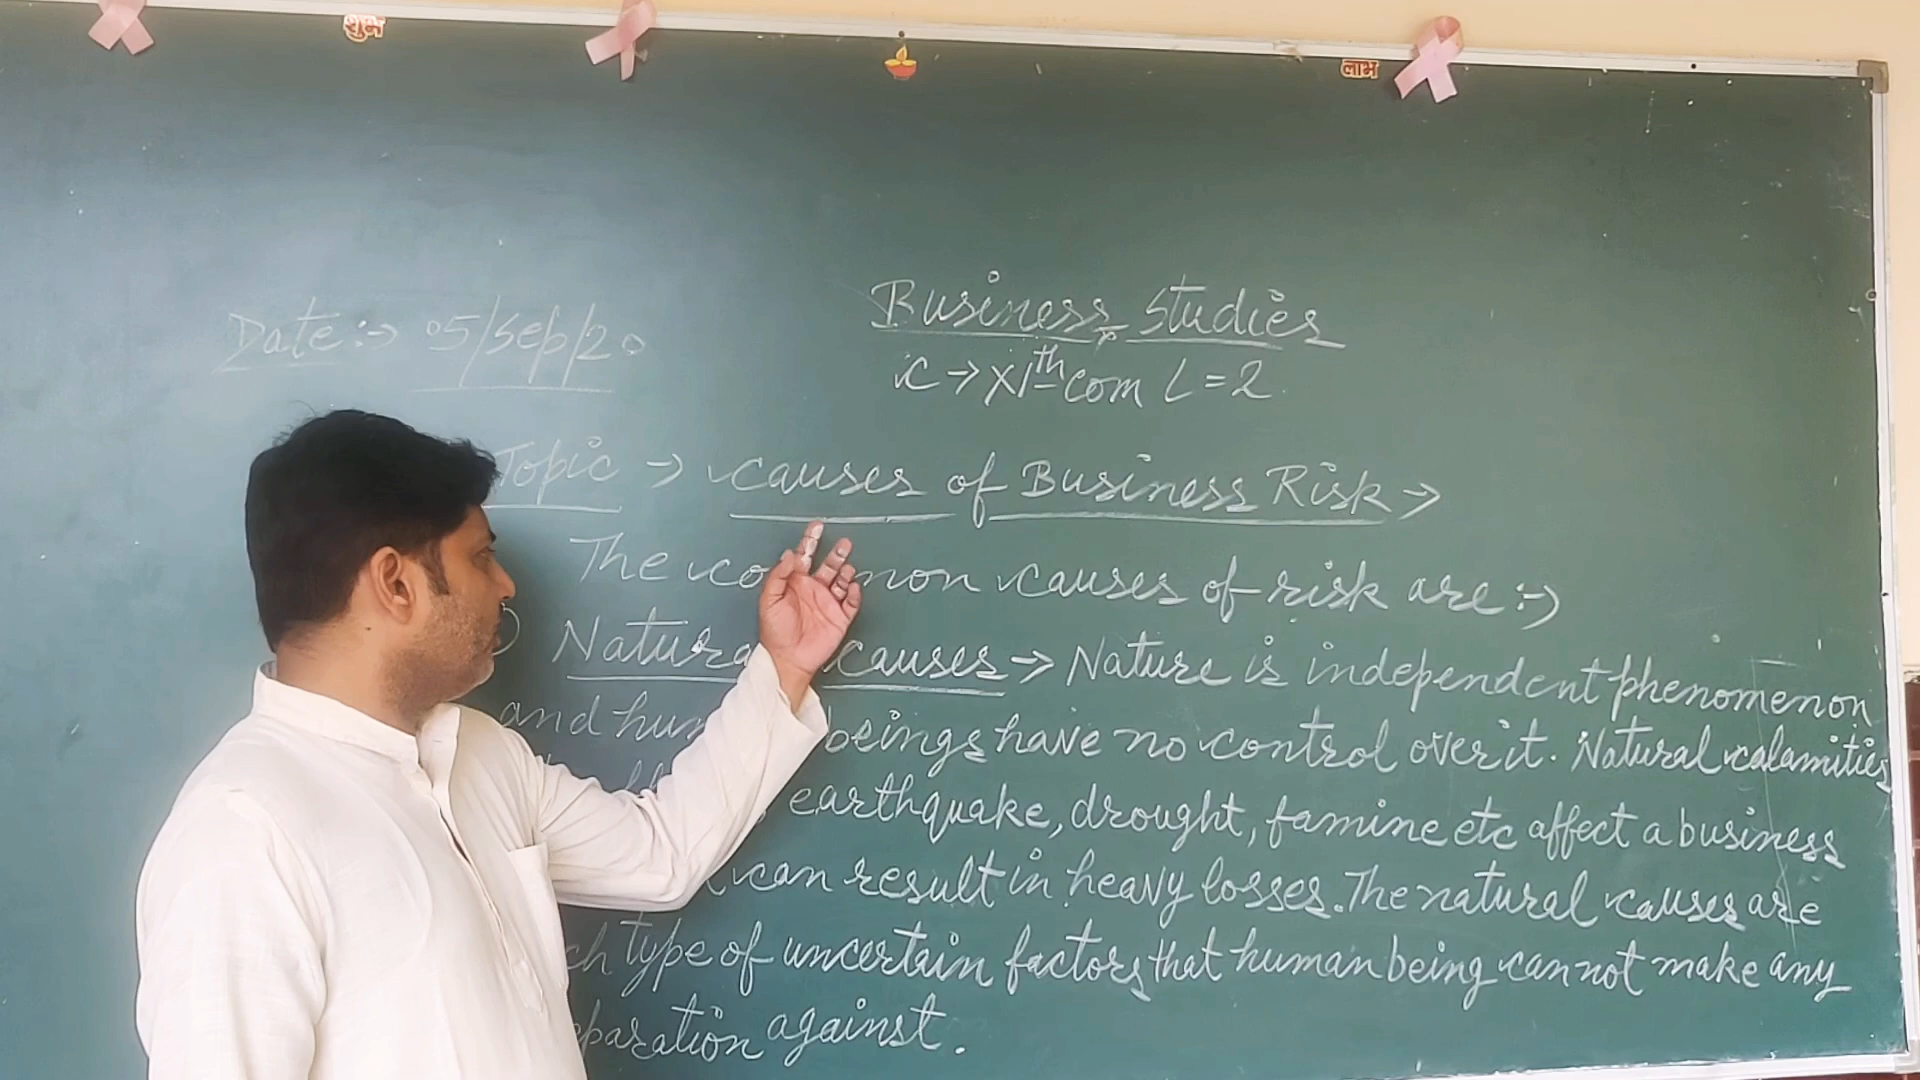 शुभ
लाभ
Business Studies
Date:→ 05/Sep/20
C → XIth Com L=2
Topic → Causes of Business Risk →
The common causes of risk are :→
Natural causes → Nature is independent phenomenon
and human beings have no control over it. Natural calamities
earthquake, drought, famine etc affect a business
can result in heavy losses. The natural causes are
type of uncertain factors that human being can not make any
against.